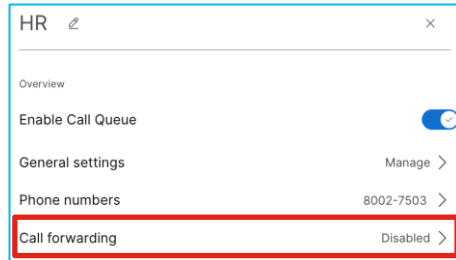 HR
Overview
Enable Call Queue
General settings Manage
Phone numbers 8002-7503
Call forwarding Disabled